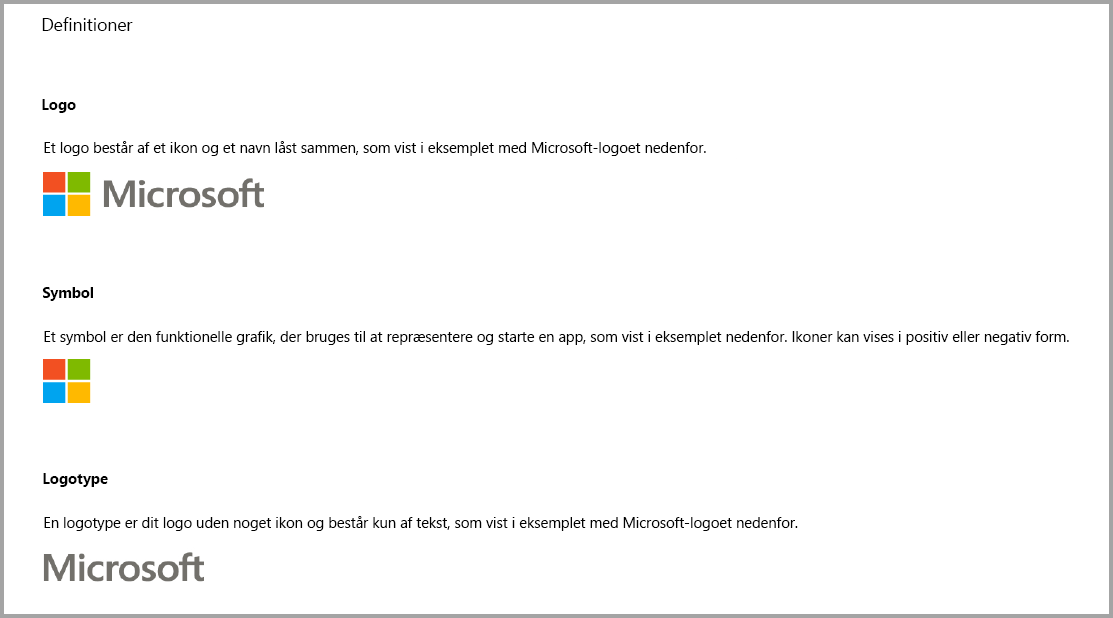 Definitioner
Logo
Et logo består af et ikon og et navn låst sammen, som vist i eksemplet med Microsoft-logoet nedenfor.
Microsoft
Symbol
Et symbol er den funktionelle grafik, der bruges til at repræsentere og starte en app, som vist i eksemplet nedenfor. Ikoner kan vises i positiv eller negativ form.
Logotype
En logotype er dit logo uden noget ikon og består kun af tekst, som vist i eksemplet med Microsoft-logoet nedenfor.
Microsoft